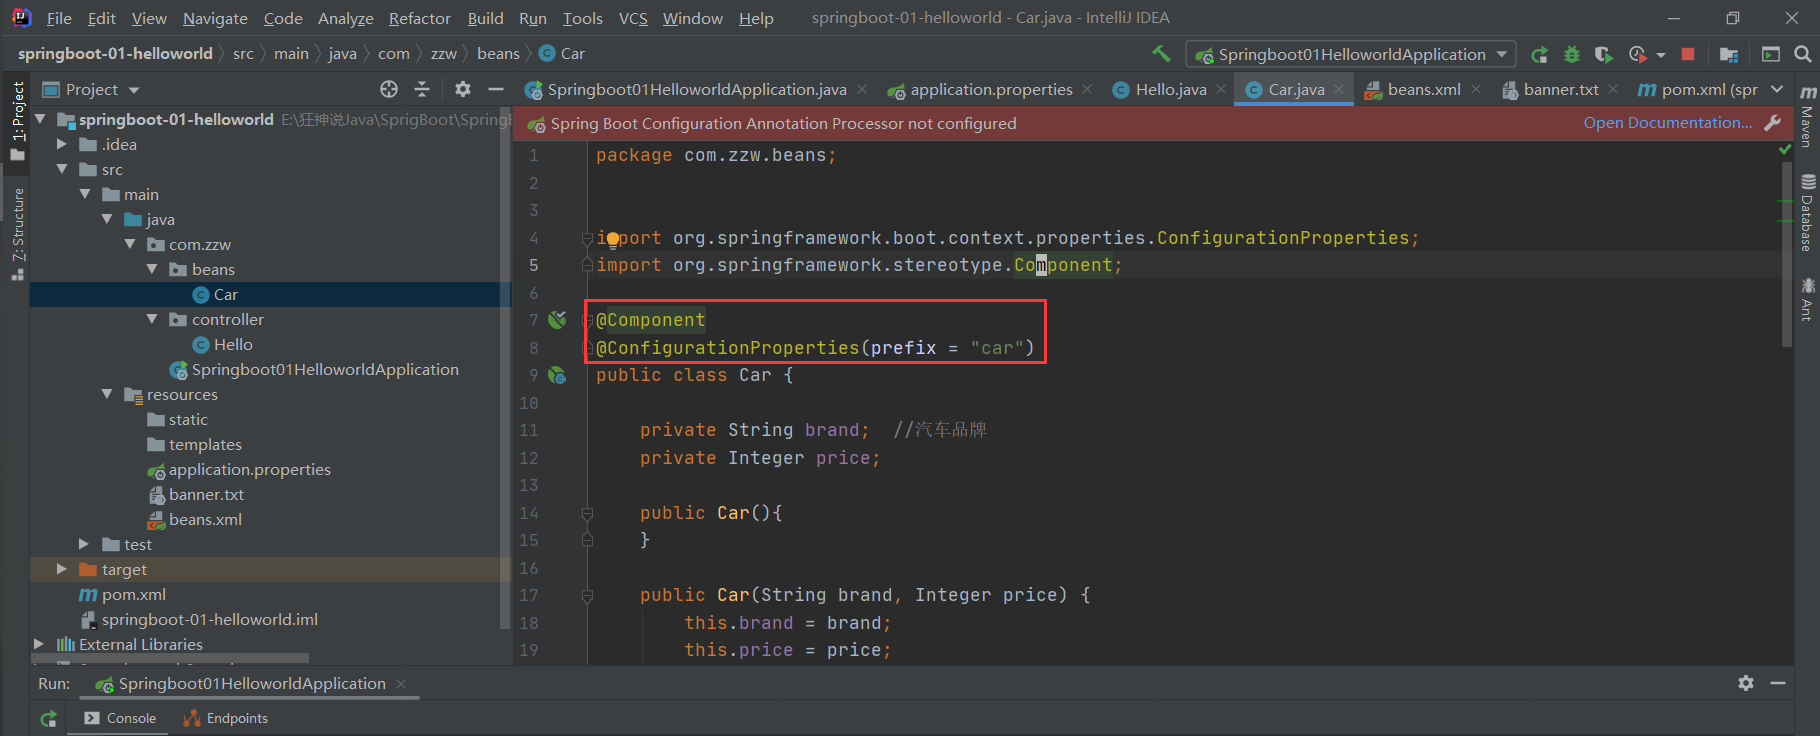 File Edit View Navigate Code Analyze Refactor Build Run Tools VCS Window Help springboot-01-helloworld - Car.java - IntelliJ IDEA
springboot-01-helloworld src main java com zzw beans Car Springboot01HelloworldApplication
1: Project
Z: Structure
Project
springboot-01-helloworld E:\狂神说Java\SprigBoot\Spring
.idea
src
main
java
com.zzw
beans
Car
controller
Hello
Springboot01HelloworldApplication
resources
static
templates
application.properties
banner.txt
beans.xml
test
target
pom.xml
springboot-01-helloworld.iml
External Libraries
Springboot01HelloworldApplication.java application.properties Hello.java Car.java beans.xml banner.txt pom.xml (spr
Spring Boot Configuration Annotation Processor not configured Open Documentation...
1 package com.zzw.beans;
2
3
4 import org.springframework.boot.context.properties.ConfigurationProperties;
5 import org.springframework.stereotype.Component;
6
7 @Component
8 @ConfigurationProperties(prefix = "car")
9 public class Car {
10
11 private String brand; //汽车品牌
12 private Integer price;
13
14 public Car(){
15 }
16
17 public Car(String brand, Integer price) {
18 this.brand = brand;
19 this.price = price;
Maven
Database
Ant
Run: Springboot01HelloworldApplication
Console Endpoints